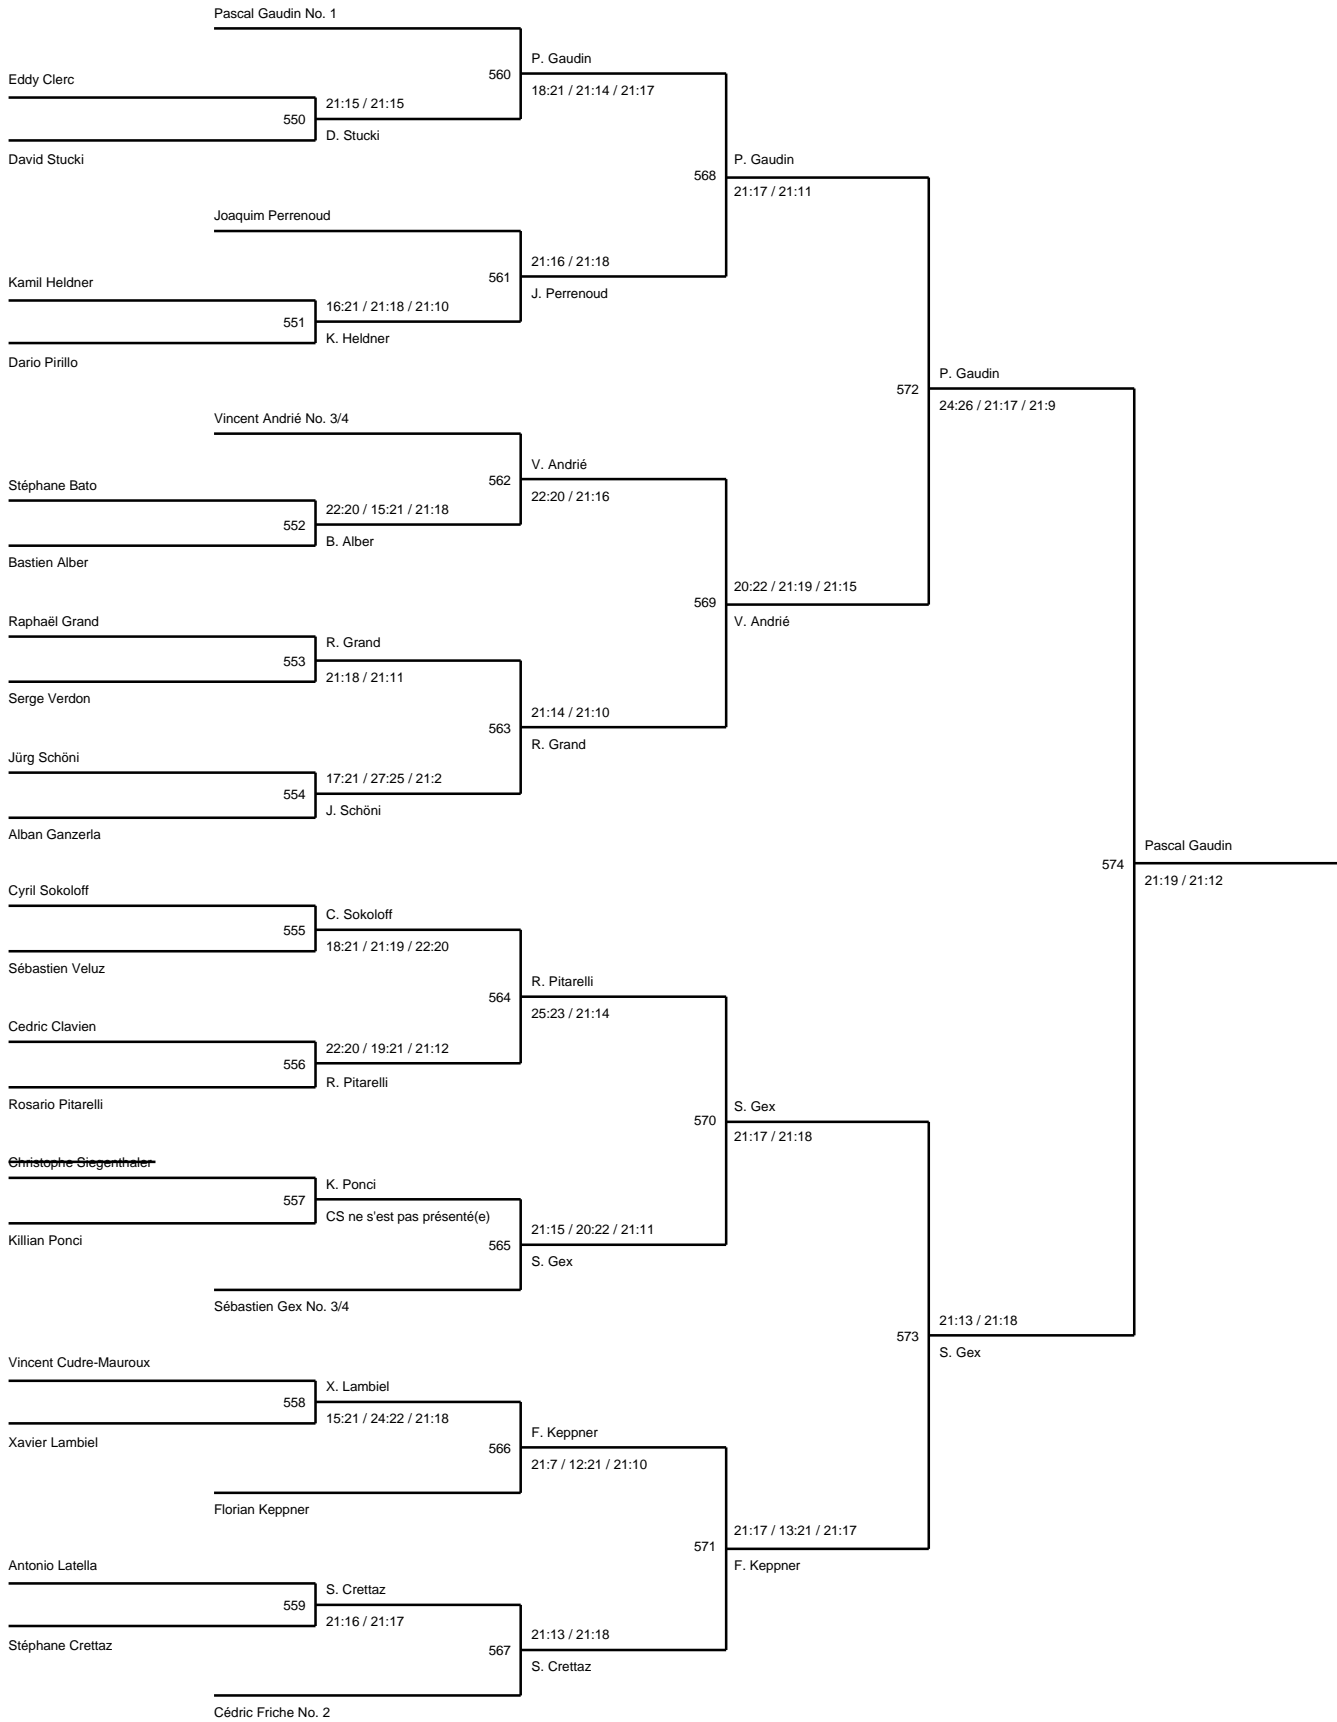 Pascal Gaudin No. 1
P. Gaudin
560
Eddy Clerc
18:21 / 21:14 / 21:17
21:15 / 21:15
550
D. Stucki
David Stucki
P. Gaudin
568
21:17 / 21:11
Joaquim Perrenoud
21:16 / 21:18
561
Kamil Heldner
J. Perrenoud
16:21 / 21:18 / 21:10
551
K. Heldner
Dario Pirillo
P. Gaudin
572
24:26 / 21:17 / 21:9
Vincent Andrié No. 3/4
V. Andrié
562
Stéphane Bato
22:20 / 21:16
22:20 / 15:21 / 21:18
552
B. Alber
Bastien Alber
20:22 / 21:19 / 21:15
569
V. Andrié
Raphaël Grand
R. Grand
553
21:18 / 21:11
Serge Verdon
21:14 / 21:10
563
R. Grand
Jürg Schöni
17:21 / 27:25 / 21:2
554
J. Schöni
Alban Ganzerla
Pascal Gaudin
574
21:19 / 21:12
Cyril Sokoloff
C. Sokoloff
555
18:21 / 21:19 / 22:20
Sébastien Veluz
R. Pitarelli
564
25:23 / 21:14
Cedric Clavien
22:20 / 19:21 / 21:12
556
R. Pitarelli
Rosario Pitarelli
S. Gex
570
21:17 / 21:18
Christophe Siegenthaler
K. Ponci
557
CS ne s'est pas présenté(e)
Killian Ponci
21:15 / 20:22 / 21:11
565
S. Gex
Sébastien Gex No. 3/4
21:13 / 21:18
573
S. Gex
Vincent Cudre-Mauroux
X. Lambiel
558
15:21 / 24:22 / 21:18
Xavier Lambiel
F. Keppner
566
21:7 / 12:21 / 21:10
Florian Keppner
21:17 / 13:21 / 21:17
571
F. Keppner
Antonio Latella
S. Crettaz
559
21:16 / 21:17
Stéphane Crettaz
21:13 / 21:18
567
S. Crettaz
Cédric Friche No. 2